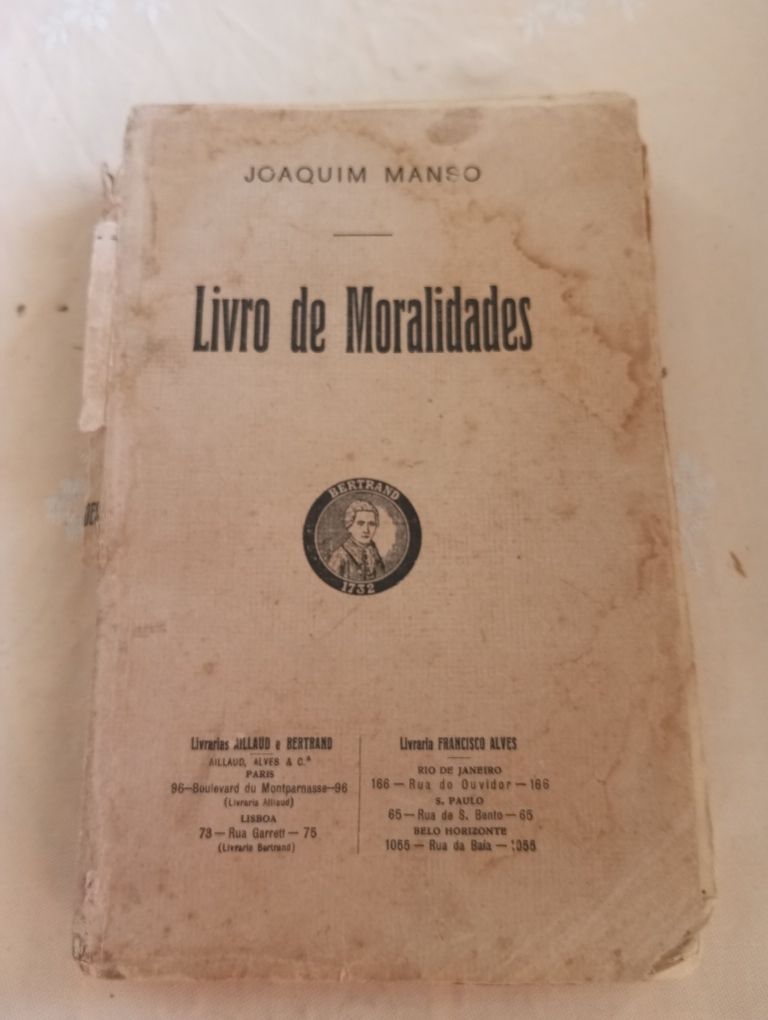 JOAQUIM MANSO
Livro de Moralidades
BERTRAND
1732
Livrarias AILLAUD e BERTRAND
AILLAUD, ALVES & C.ª
PARIS
96—Boulevard du Montparnasse—96
(Livraria Aillaud)
LISBOA
73 — Rua Garrett — 75
(Livraria Bertrand)
Livraria FRANCISCO ALVES
RIO DE JANEIRO
166 — Rua do Ouvidor — 166
S. PAULO
65 — Rua de S. Bento — 65
BELO HORIZONTE
1055 — Rua da Baía — 1055